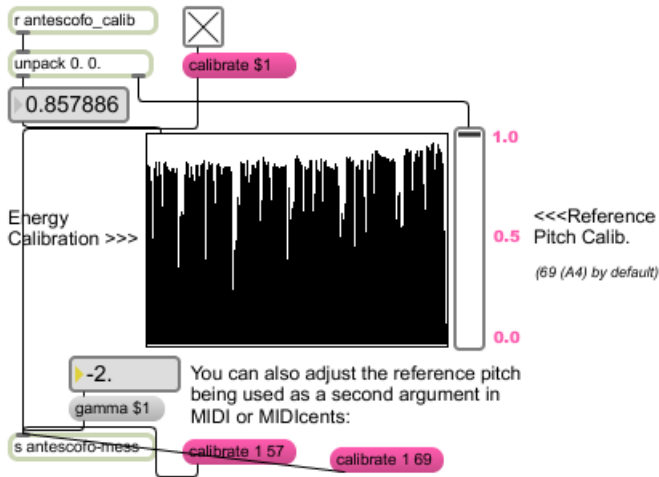 r antescofo_calib
unpack 0. 0.
calibrate $1
0.857886
1.0
Energy
Calibration >>>
0.5
<<<Reference
Pitch Calib.
(69 (A4) by default)
0.0
-2.
gamma $1
You can also adjust the reference pitch
being used as a second argument in
MIDI or MIDIcents:
s antescofo-mess
calibrate 1 57
calibrate 1 69